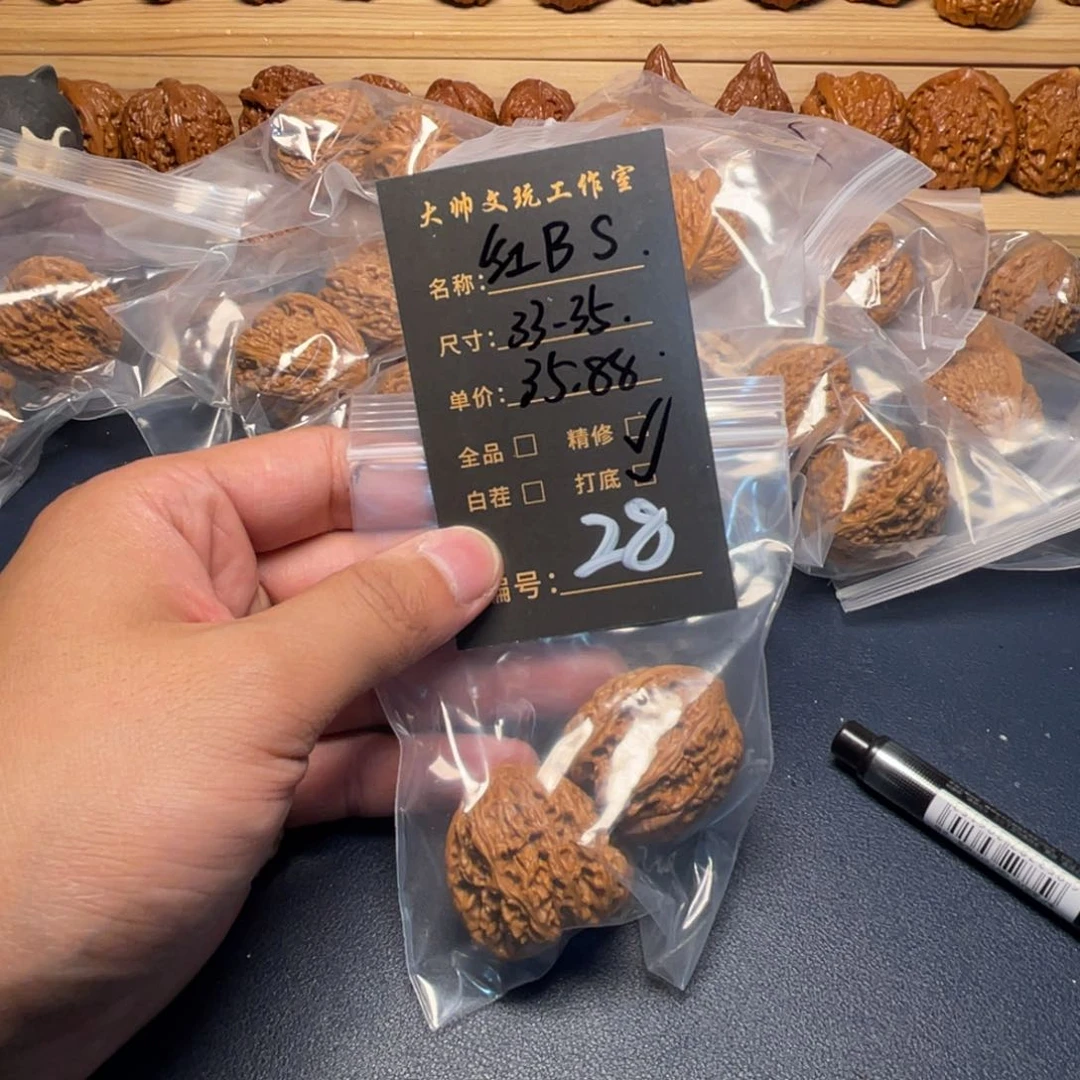 大帅文玩工作室
名称：红BS.
尺寸：33-35.
单价：35.88.
全品□ 精修☑
白茬□ 打底☑
28
编号：